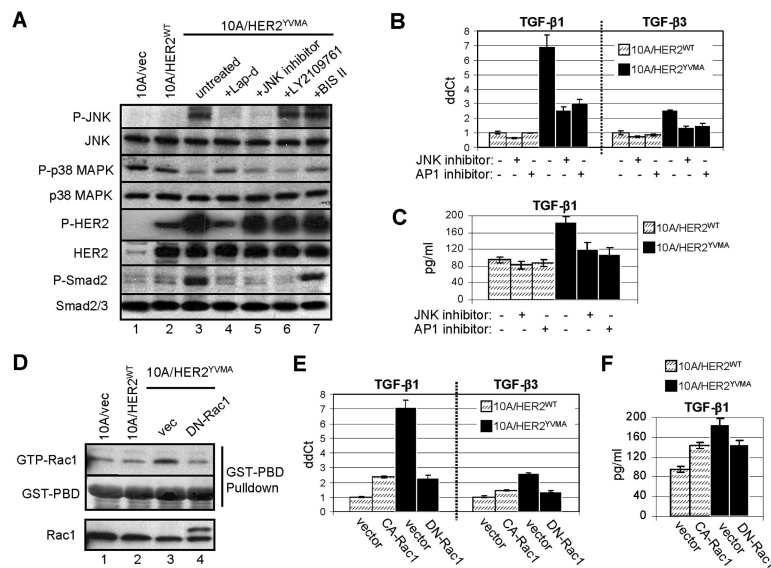 A
10A/HER2YVMA
10A/vec
10A/HER2WT
untreated
+Lap-d
+JNK inhibitor
+LY2109761
+BIS II
P-JNK
JNK
P-p38 MAPK
p38 MAPK
P-HER2
HER2
P-Smad2
Smad2/3
1 2 3 4 5 6 7
B
TGF-β1 TGF-β3
10A/HER2WT
10A/HER2YVMA
ddCt
8
7
6
5
4
3
2
1
0
JNK inhibitor: - + - - + - - + - - + -
AP1 inhibitor: - - + - - + - - + - - +
C
TGF-β1
10A/HER2WT
10A/HER2YVMA
pg/ml
200
160
120
80
40
0
JNK inhibitor: - + - - + -
AP1 inhibitor: - - + - - +
D
10A/HER2YVMA
10A/vec
10A/HER2WT
vec
DN-Rac1
GTP-Rac1
GST-PBD
GST-PBD
Pulldown
Rac1
1 2 3 4
E
10A/HER2WT
10A/HER2YVMA
TGF-β1 TGF-β3
ddCt
8
7
6
5
4
3
2
1
0
vector CA-Rac1 vector DN-Rac1 vector CA-Rac1 vector DN-Rac1
F
10A/HER2WT
10A/HER2YVMA
TGF-β1
pg/ml
200
160
120
80
40
0
vector CA-Rac1 vector DN-Rac1